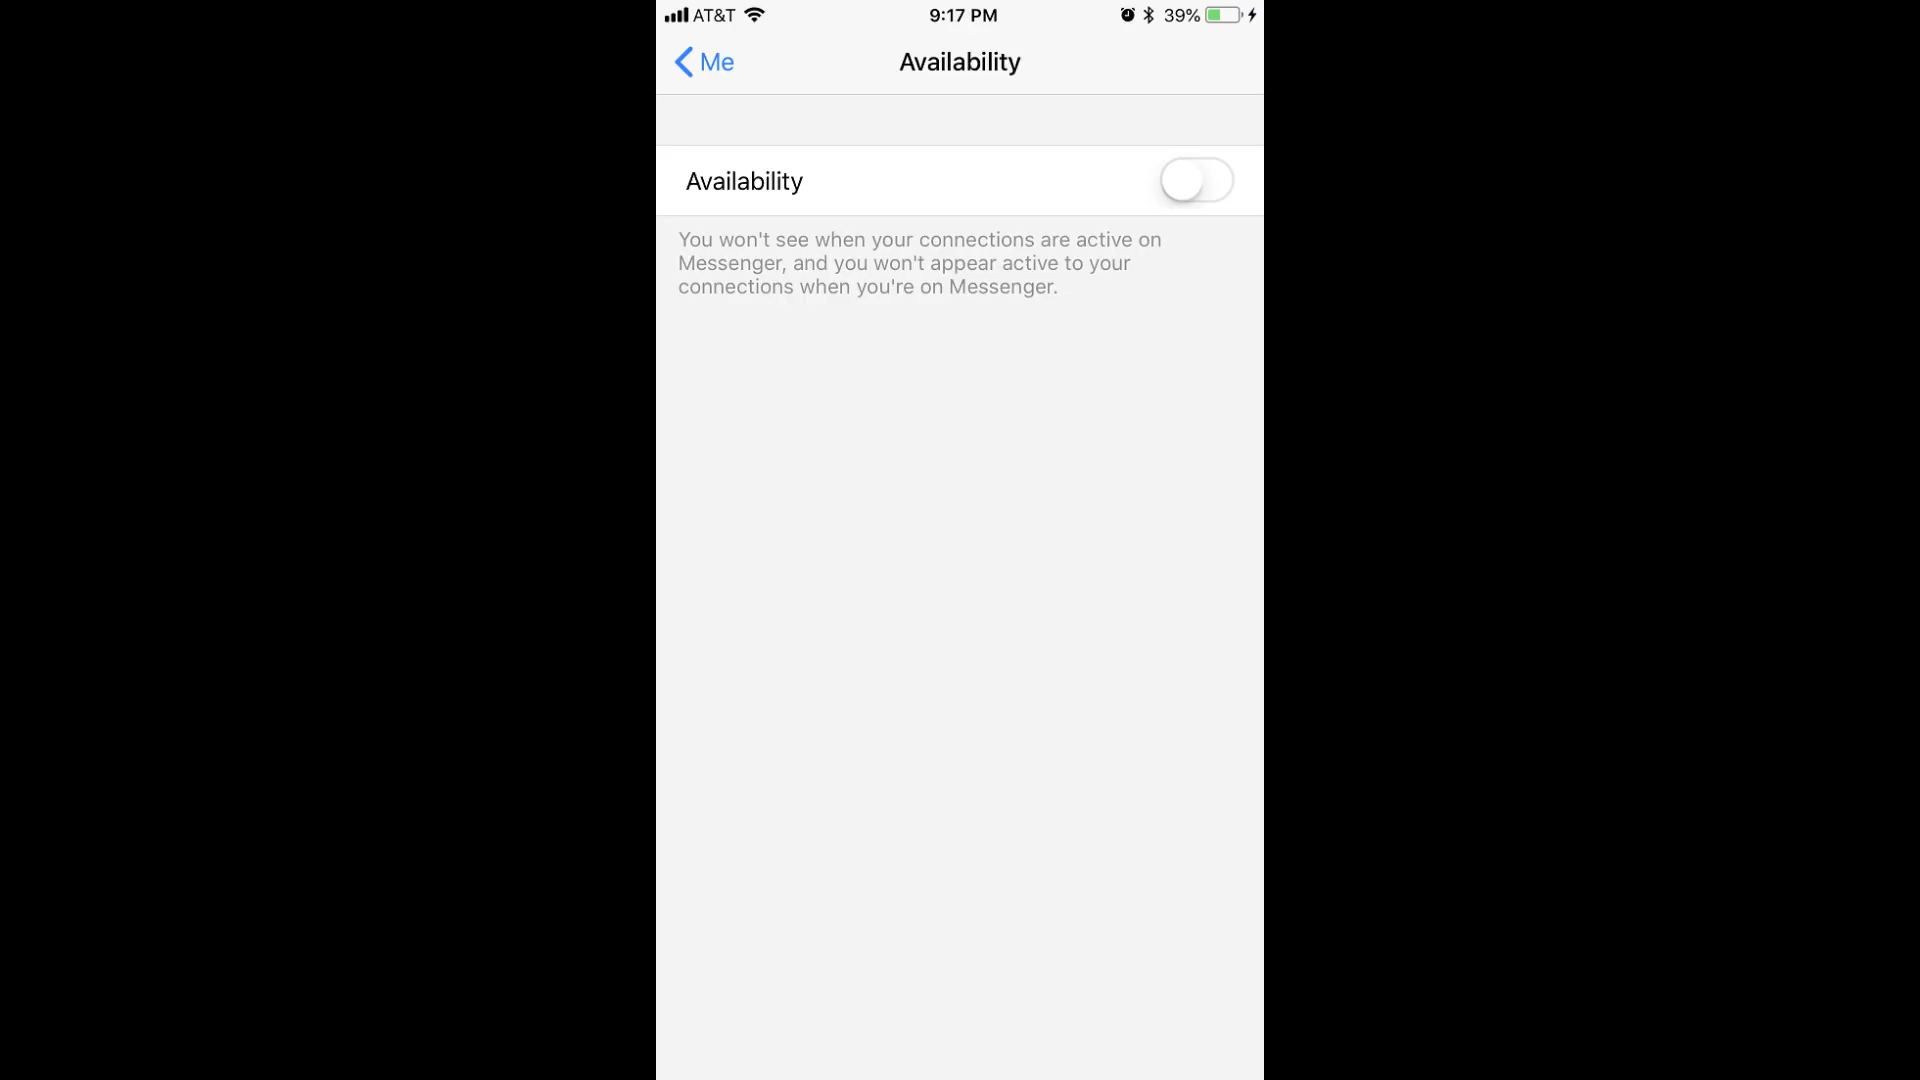 AT&T 9:17 PM 39%
Me Availability
Availability
You won't see when your connections are active on
Messenger, and you won't appear active to your
connections when you're on Messenger.